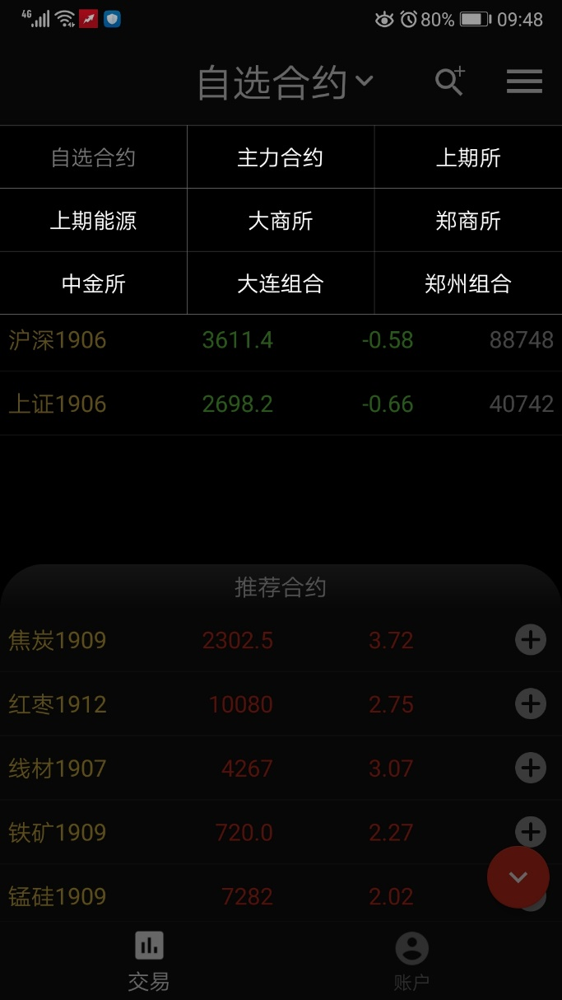 4G 80% 09:48
自选合约
自选合约 主力合约 上期所
上期能源 大商所 郑商所
中金所 大连组合 郑州组合
沪深1906 3611.4 -0.58 88748
上证1906 2698.2 -0.66 40742
推荐合约
焦炭1909 2302.5 3.72
红枣1912 10080 2.75
线材1907 4267 3.07
铁矿1909 720.0 2.27
锰硅1909 7282 2.02
交易 账户